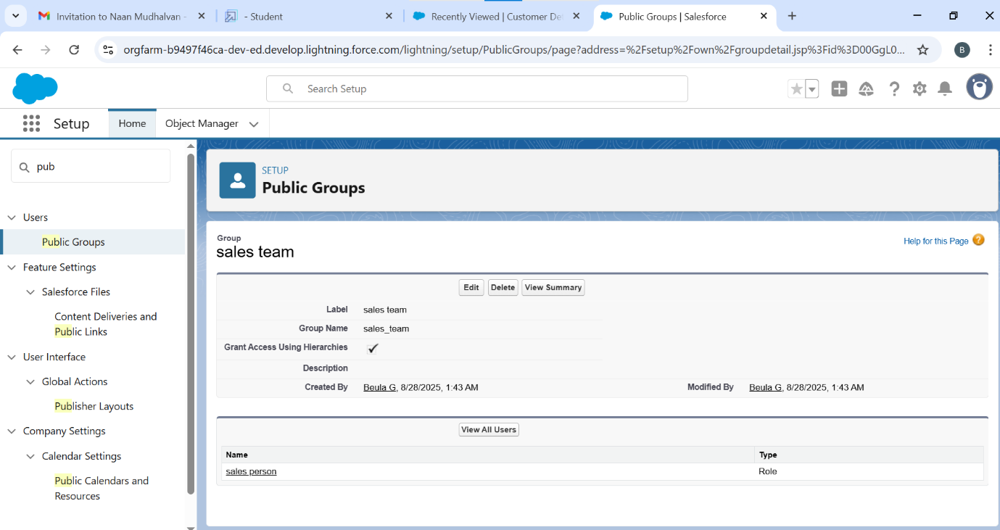 Invitation to Naan Mudhalvan -
- Student
Recently Viewed | Customer De
Public Groups | Salesforce
orgfarm-b9497f46ca-dev-ed.develop.lightning.force.com/lightning/setup/PublicGroups/page?address=%2Fsetup%2Fown%2Fgroupdetail.jsp%3Fid%3D00GgL0...
B
Search Setup
Setup
Home
Object Manager
pub
Users
Public Groups
Feature Settings
Salesforce Files
Content Deliveries and
Public Links
User Interface
Global Actions
Publisher Layouts
Company Settings
Calendar Settings
Public Calendars and
Resources
SETUP
Public Groups
Group
sales team
Help for this Page
Edit Delete View Summary
Label sales team
Group Name sales_team
Grant Access Using Hierarchies ✓
Description
Created By Beula G, 8/28/2025, 1:43 AM Modified By Beula G, 8/28/2025, 1:43 AM
View All Users
Name Type
sales person Role